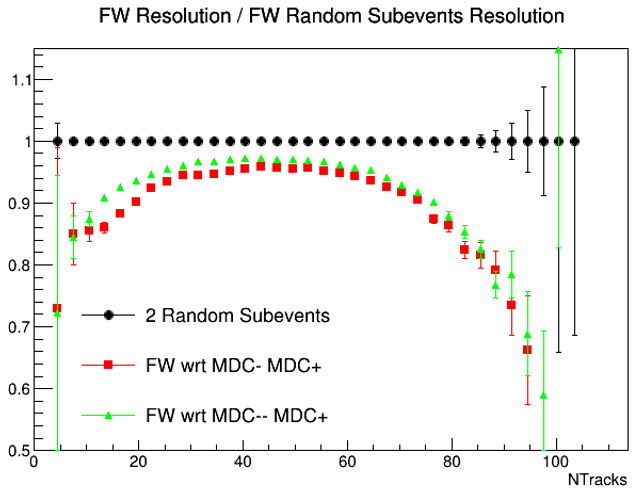 FW Resolution / FW Random Subevents Resolution
1.1
1
0.9
0.8
0.7
0.6
0.5
2 Random Subevents
FW wrt MDC- MDC+
FW wrt MDC-- MDC+
0 20 40 60 80 100
NTracks